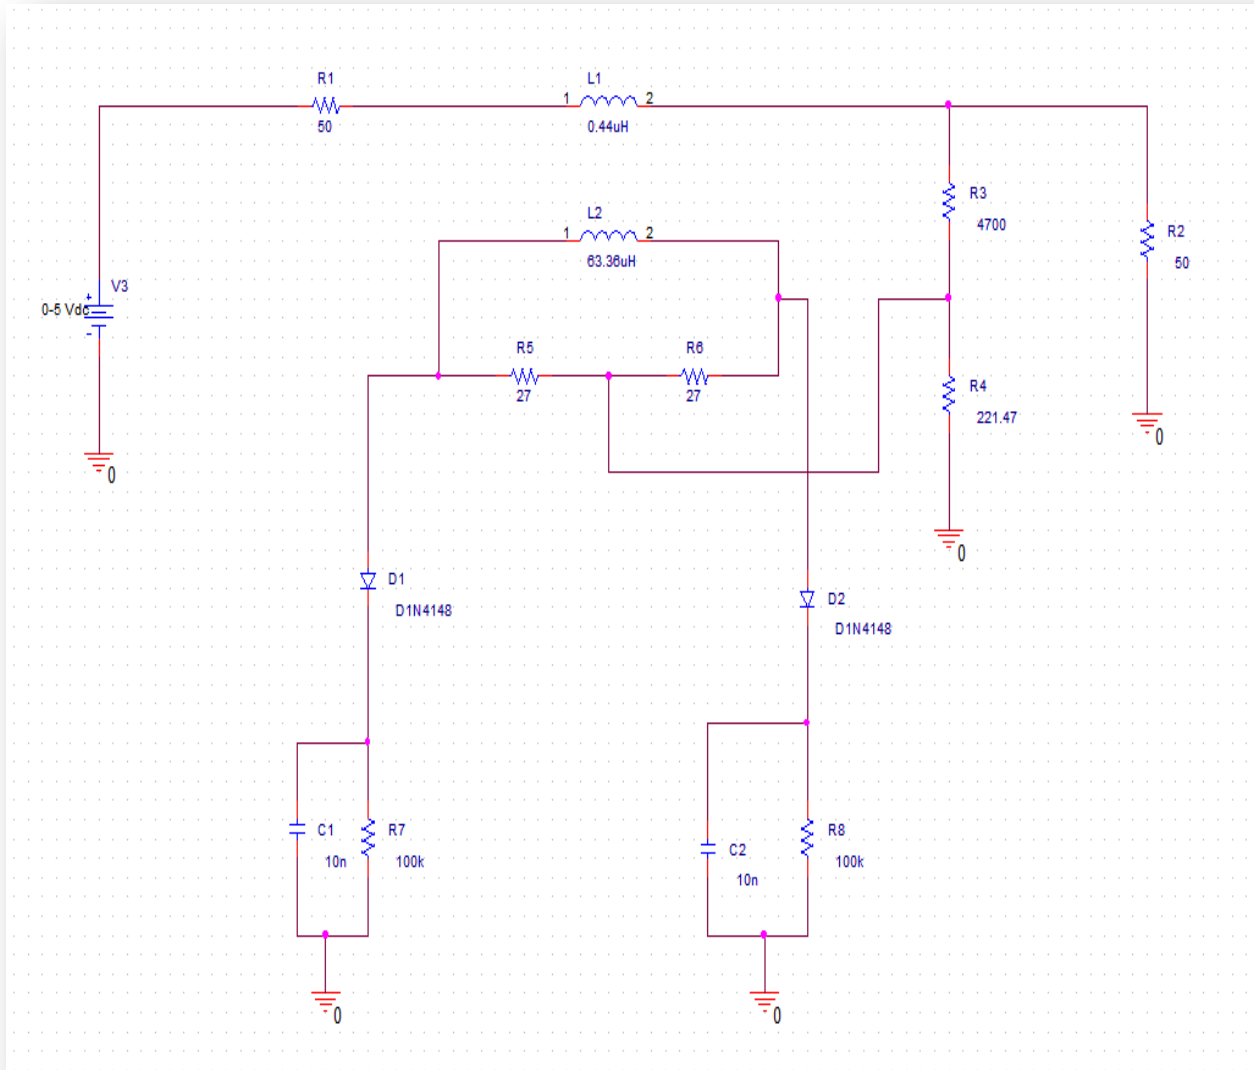 R1
50
L1
1 2
0.44uH
R3
4700
R2
50
L2
1 2
63.36uH
V3
+
0-5 Vdc
-
R5
27
R6
27
R4
221.47
0
0
0
D1
D1N4148
D2
D1N4148
C1
10n
R7
100k
C2
10n
R8
100k
0
0